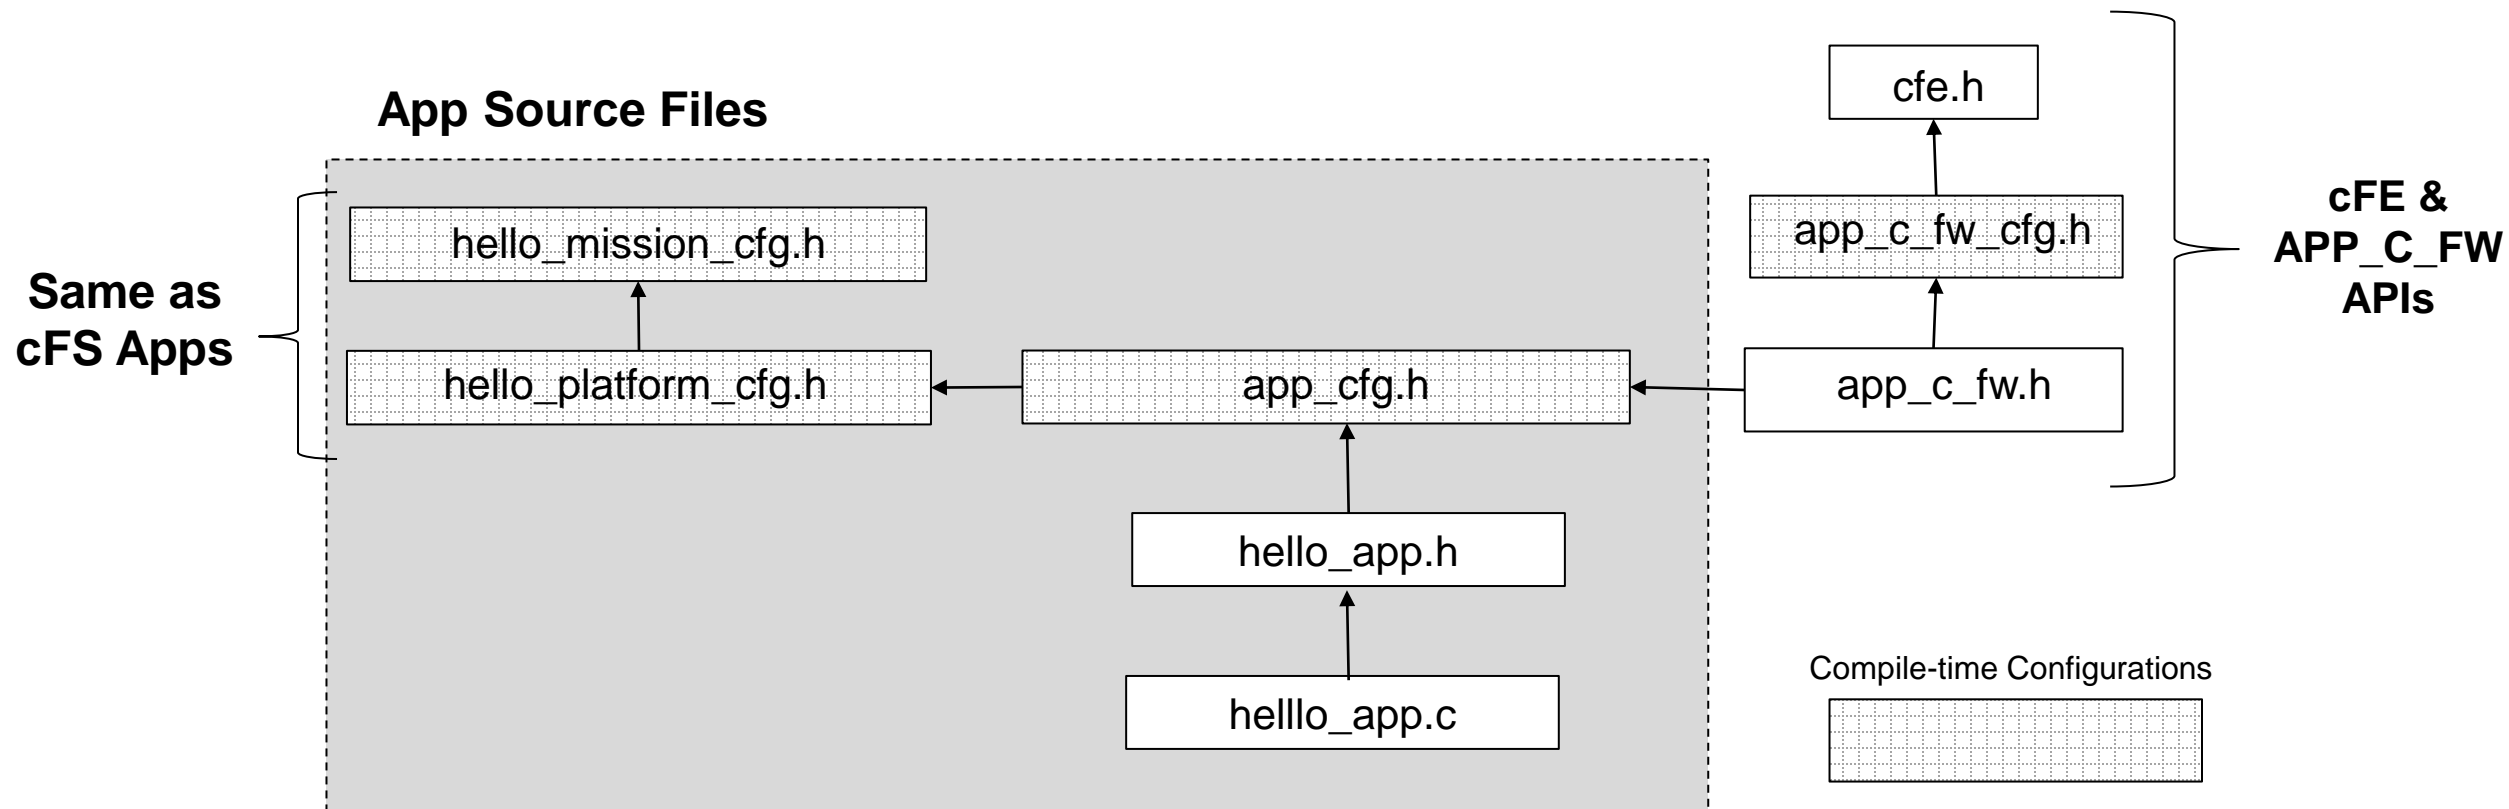 App Source Files
cfe.h
hello_mission_cfg.h
app_c_fw_cfg.h
cFE &
APP_C_FW
APIs
Same as
cFS Apps
hello_platform_cfg.h
app_cfg.h
app_c_fw.h
hello_app.h
helllo_app.c
Compile-time Configurations